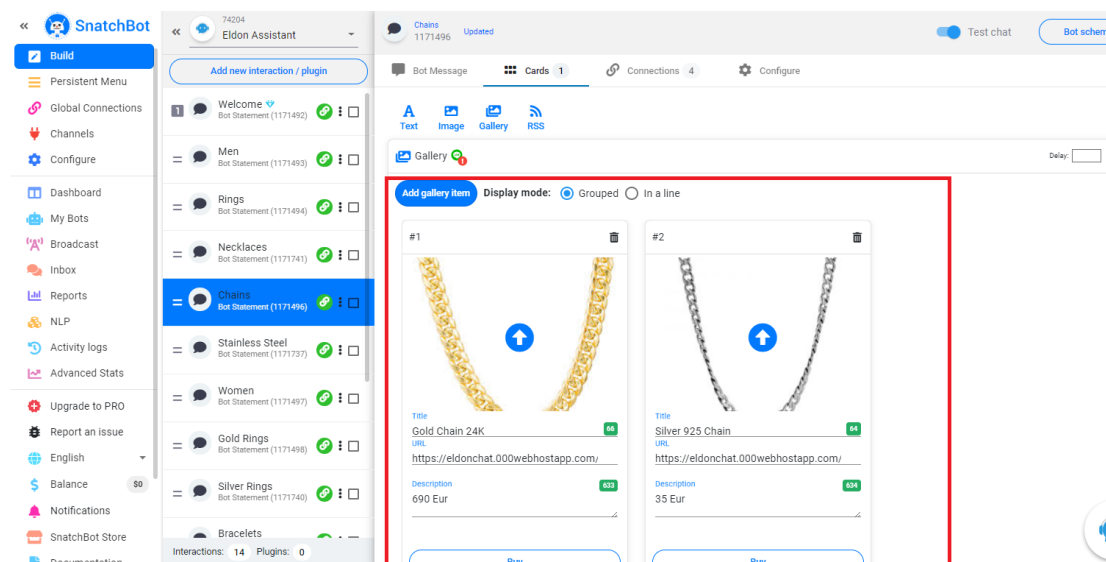 « SnatchBot
Build
Persistent Menu
Global Connections
Channels
Configure
Dashboard
My Bots
Broadcast
Inbox
Reports
NLP
Activity logs
Advanced Stats
Upgrade to PRO
Report an issue
English
Balance $0
Notifications
SnatchBot Store
Documentation
« 74204
Eldon Assistant
Add new interaction / plugin
1 Welcome
Bot Statement (1171492)
Men
Bot Statement (1171493)
Rings
Bot Statement (1171494)
Necklaces
Bot Statement (1171741)
Chains
Bot Statement (1171496)
Stainless Steel
Bot Statement (1171737)
Women
Bot Statement (1171497)
Gold Rings
Bot Statement (1171498)
Silver Rings
Bot Statement (1171740)
Bracelets
Interactions: 14 Plugins: 0
Chains
1171496 Updated
Test chat
Bot schem
Bot Message
Cards 1
Connections 4
Configure
Text
Image
Gallery
RSS
Gallery
Delay:
Add gallery item Display mode: Grouped In a line
#1
Title
Gold Chain 24K 66
URL
https://eldonchat.000webhostapp.com/
Description 633
690 Eur
Buy
#2
Title
Silver 925 Chain 64
URL
https://eldonchat.000webhostapp.com/
Description 634
35 Eur
Buy